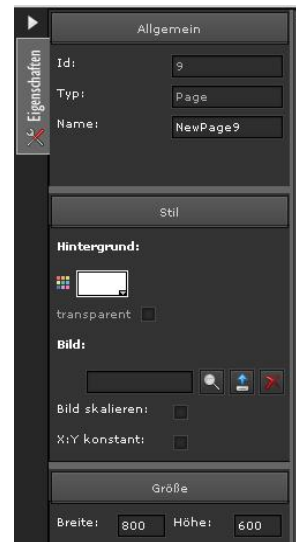 Allgemein
Eigenschaften
Id: 9
Typ: Page
Name: NewPage9
Stil
Hintergrund:
transparent
Bild:
Bild skalieren:
X:Y konstant:
Größe
Breite: 800 Höhe: 600